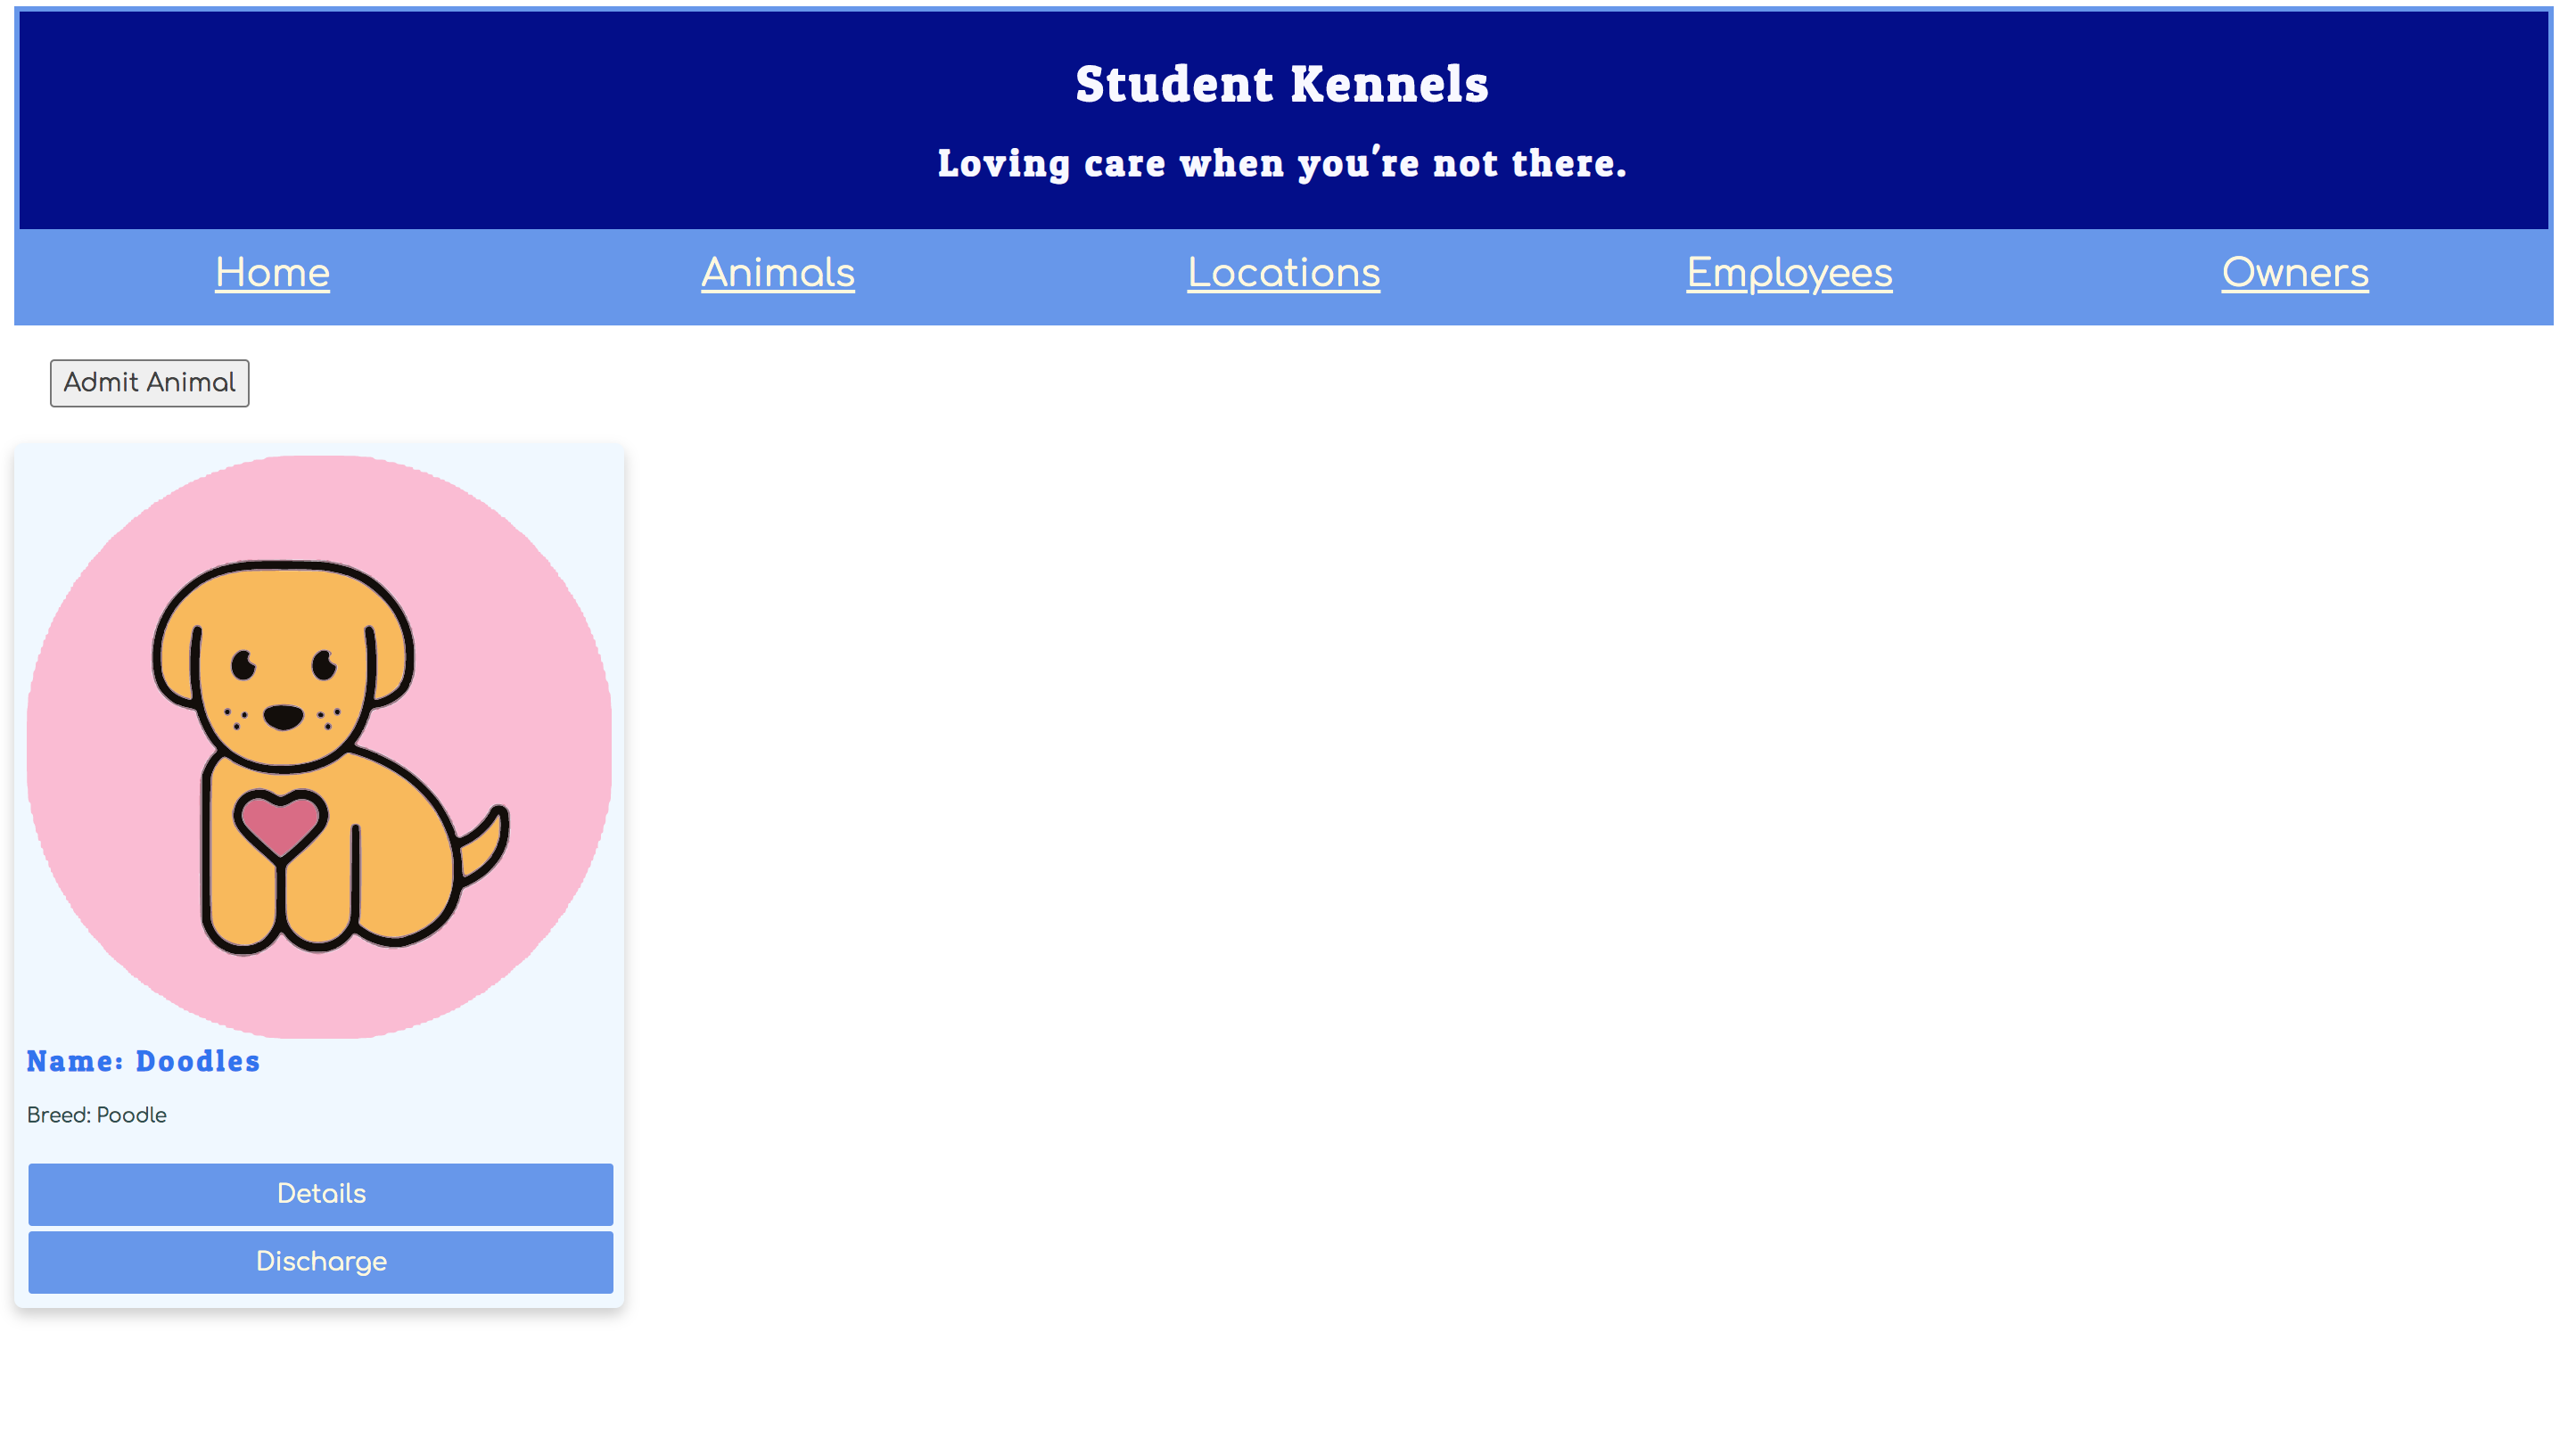 Student Kennels
Loving care when you're not there.
Home Animals Locations Employees Owners
Admit Animal
Name: Doodles
Breed: Poodle
Details
Discharge